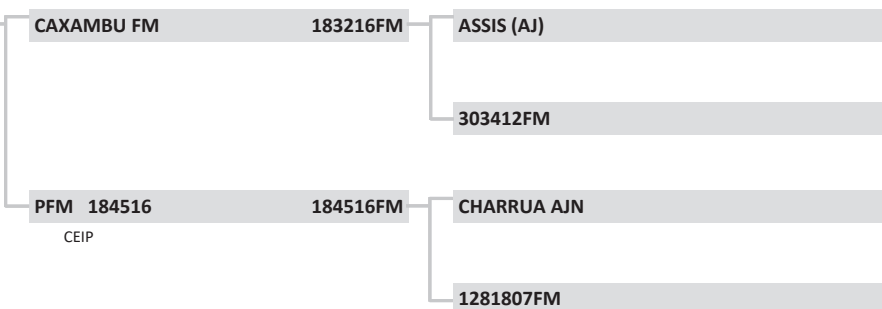 CAXAMBU FM 183216FM
ASSIS (AJ)
303412FM
PFM 184516 184516FM
CHARRUA AJN
CEIP
1281807FM